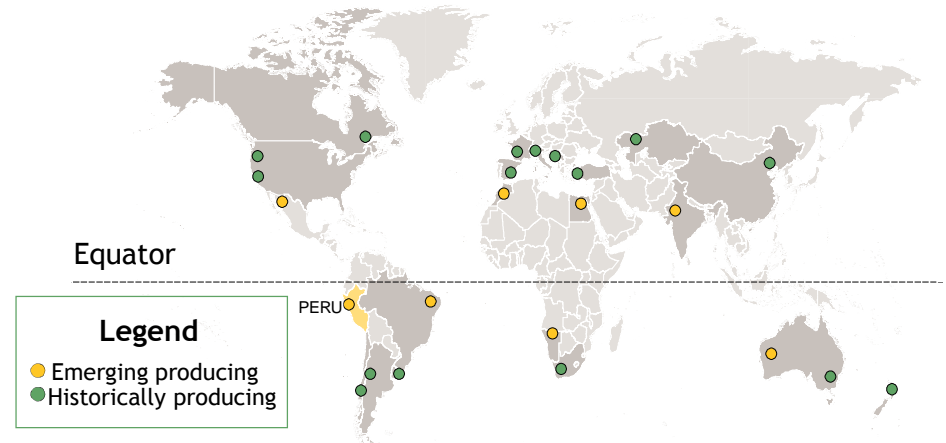 Equator
PERU
Legend
Emerging producing
Historically producing